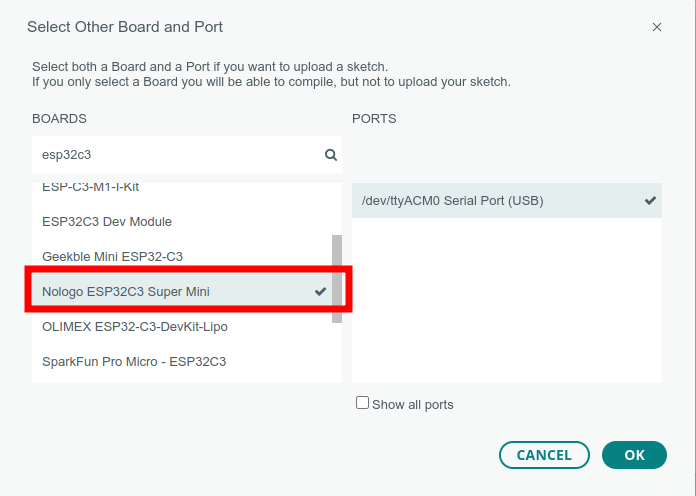 Select Other Board and Port
Select both a Board and a Port if you want to upload a sketch.
If you only select a Board you will be able to compile, but not to upload your sketch.
BOARDS
PORTS
esp32c3
ESP-C3-M1-I-Kit
ESP32C3 Dev Module
Geekble Mini ESP32-C3
Nologo ESP32C3 Super Mini
OLIMEX ESP32-C3-DevKit-Lipo
SparkFun Pro Micro - ESP32C3
/dev/ttyACM0 Serial Port (USB)
Show all ports
CANCEL
OK